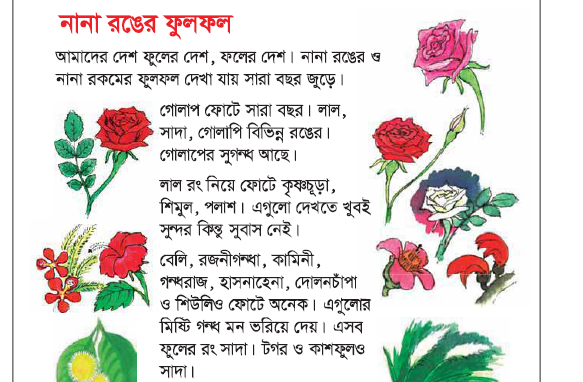 নানা রঙের ফুলফল
আমাদের দেশ ফুলের দেশ, ফলের দেশ। নানা রঙের ও
নানা রকমের ফুলফল দেখা যায় সারা বছর জুড়ে।
গোলাপ ফোটে সারা বছর। লাল,
সাদা, গোলাপি বিভিন্ন রঙের।
গোলাপের সুগন্ধ আছে।
লাল রং নিয়ে ফোটে কৃষ্ণচূড়া,
শিমুল, পলাশ। এগুলো দেখতে খুবই
সুন্দর কিন্তু সুবাস নেই।
বেলি, রজনীগন্ধা, কামিনী,
গন্ধরাজ, হাসনাহেনা, দোলনচাঁপা
ও শিউলিও ফোটে অনেক। এগুলোর
মিষ্টি গন্ধ মন ভরিয়ে দেয়। এসব
ফুলের রং সাদা। টগর ও কাশফুলও
সাদা।